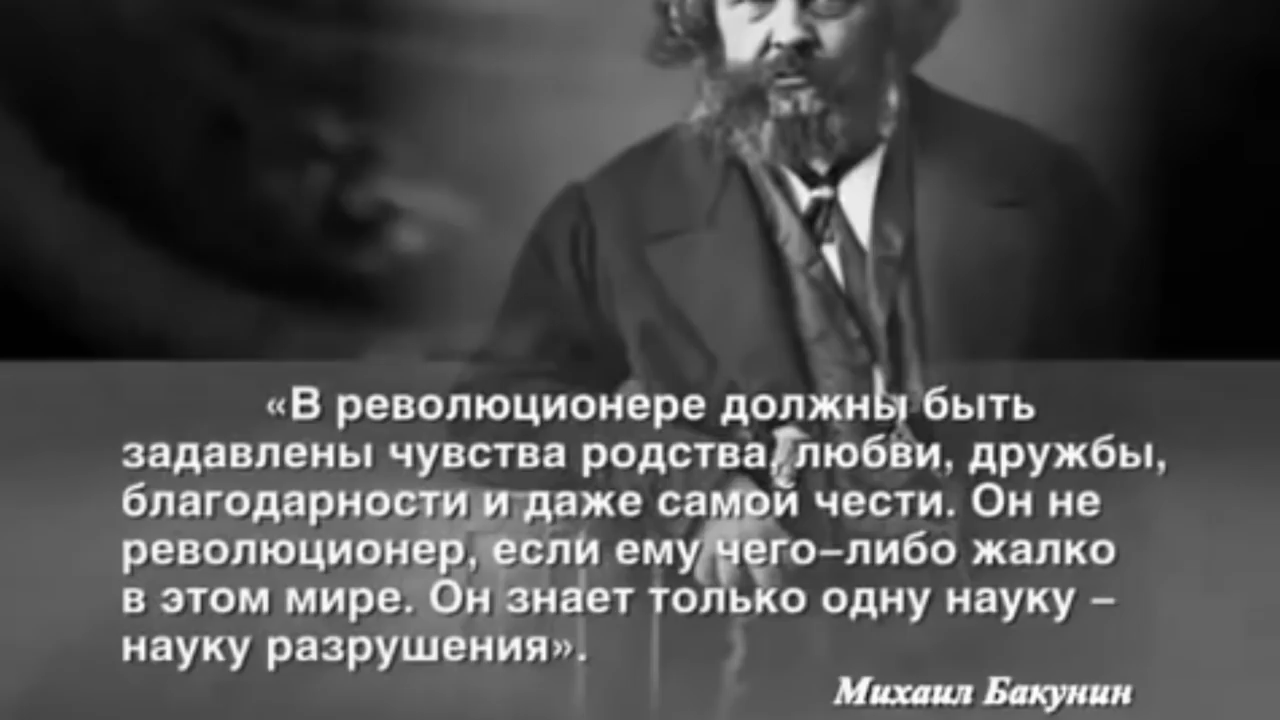 «В революционере должны быть
задавлены чувства родства, любви, дружбы,
благодарности и даже самой чести. Он не
революционер, если ему чего–либо жалко
в этом мире. Он знает только одну науку –
науку разрушения».
Михаил Бакунин